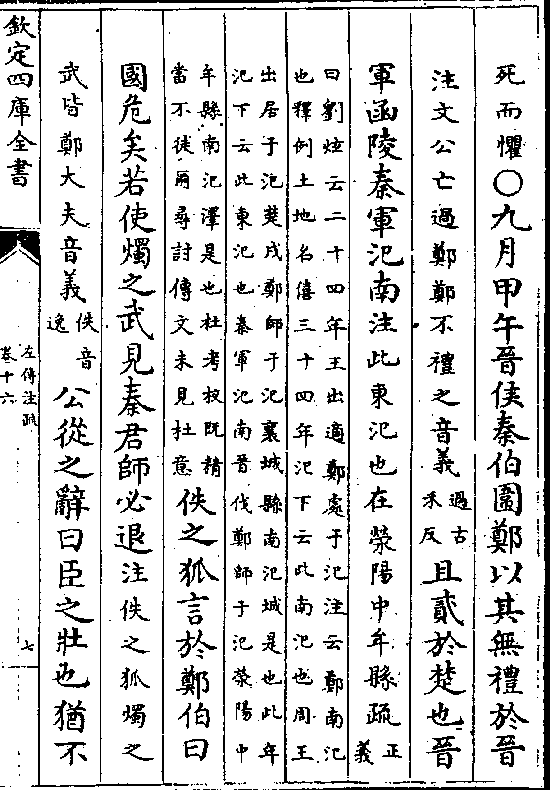 死而懼〇九月甲午晉侯秦伯圍鄭以其無禮於晉
注文公亡過鄭鄭不禮之音義過古禾反且貳於楚也晉
軍函陵秦軍氾南注此東氾也在滎陽中牟縣疏正義
曰劉炫云二十四年王出適鄭處于氾注云鄭南氾
也釋例土地名僖三十四年氾下云此南氾也周王
出居于氾楚戍鄭師于氾襄城縣南氾城是也此年
氾下云此東氾也秦軍氾南晉伐鄭師于氾滎陽中
牟縣南氾澤是也杜考校既精
當不徒爾尋討傳文未見杜意
佚之狐言於鄭伯曰
國危矣若使燭之武見秦君師必退注佚之狐燭之
武皆鄭大夫音義佚音逸公從之辭曰臣之壯也猶不
欽定四庫全書
左傳注疏
卷十六
七